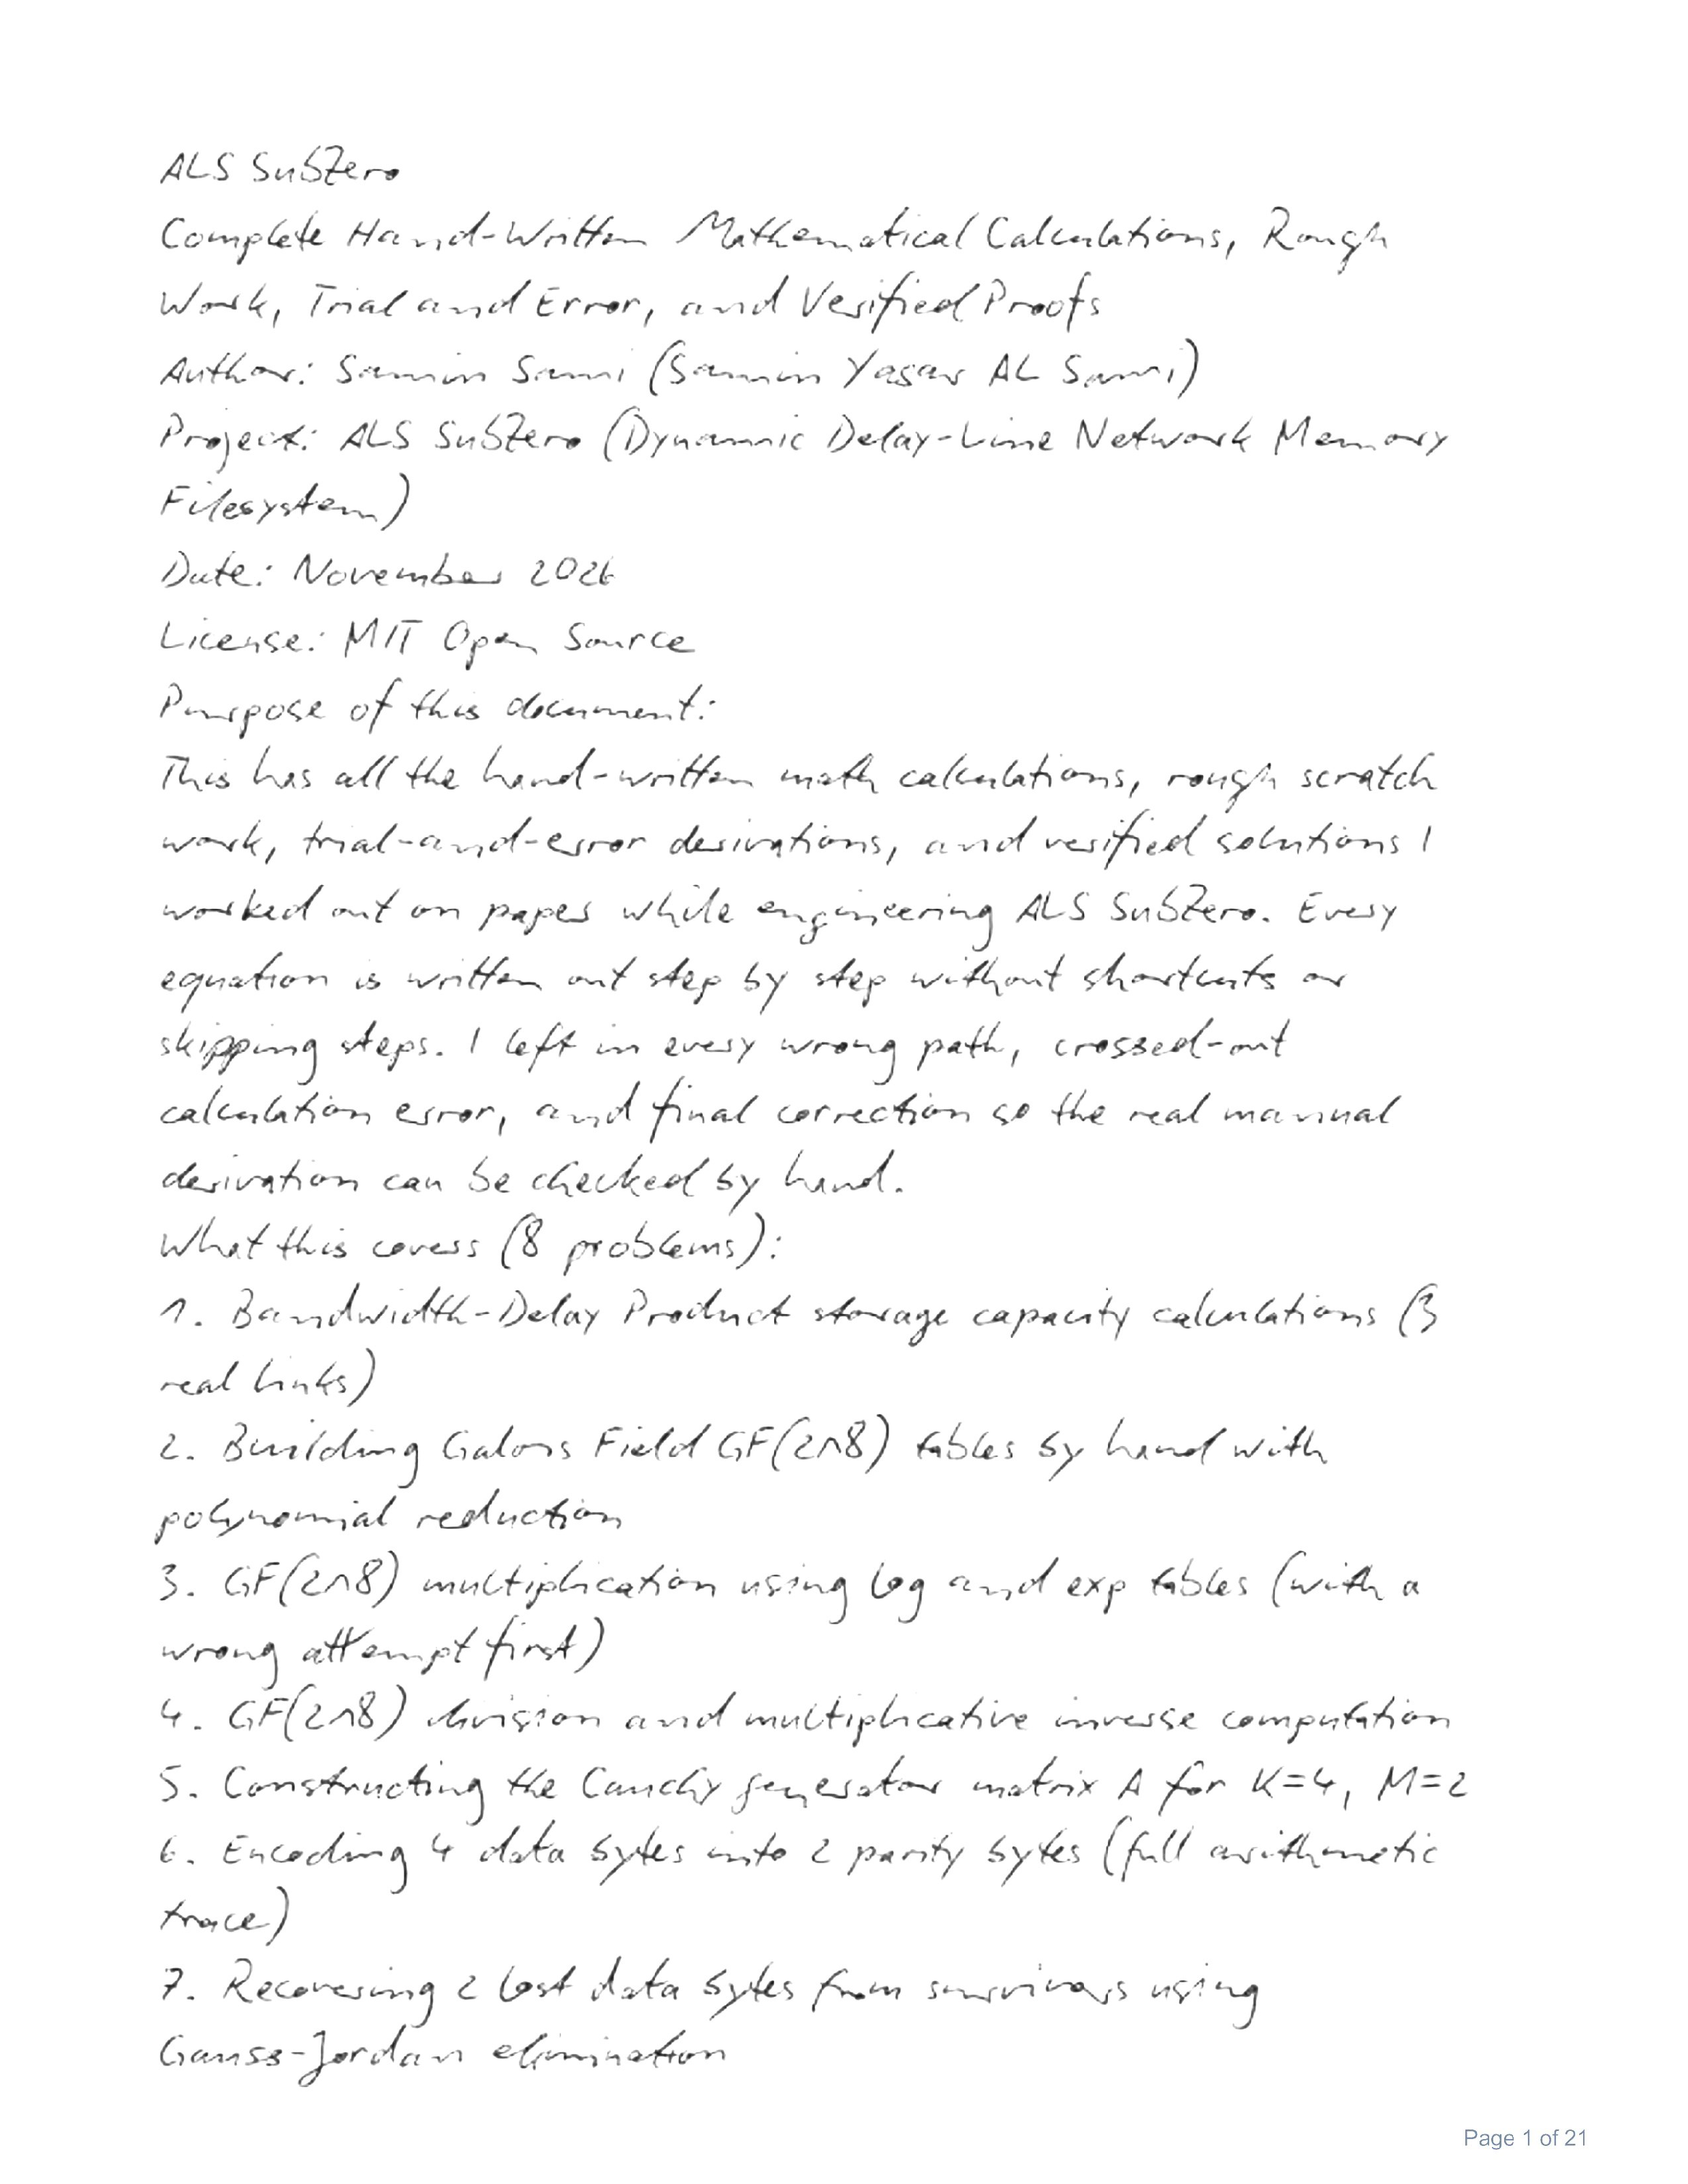 ALS SubZero
Complete Hand-Written Mathematical Calculations, Rough
Work, Trial and Error, and Verified Proofs
Author: Samin Sami (Samin Yasar AL Sami)
Project: ALS SubZero (Dynamic Delay-Line Network Memory
Filesystem)
Date: November 2026
License: MIT Open Source
Purpose of this document:
This has all the hand-written math calculations, rough scratch
work, trial-and-error derivations, and verified solutions I
worked out on paper while engineering ALS SubZero. Every
equation is written out step by step without shortcuts or
skipping steps. I left in every wrong path, crossed-out
calculation error, and final correction so the real manual
derivation can be checked by hand.
What this covers (8 problems):
1. Bandwidth-Delay Product storage capacity calculations (3
real links)
2. Building Galois Field GF(2^8) tables by hand with
polynomial reduction
3. GF(2^8) multiplication using log and exp tables (with a
wrong attempt first)
4. GF(2^8) division and multiplicative inverse computation
5. Constructing the Cauchy generator matrix A for K=4, M=2
6. Encoding 4 data bytes into 2 parity bytes (full arithmetic
trace)
7. Recovering 2 lost data bytes from survivors using
Gauss-Jordan elimination
Page 1 of 21